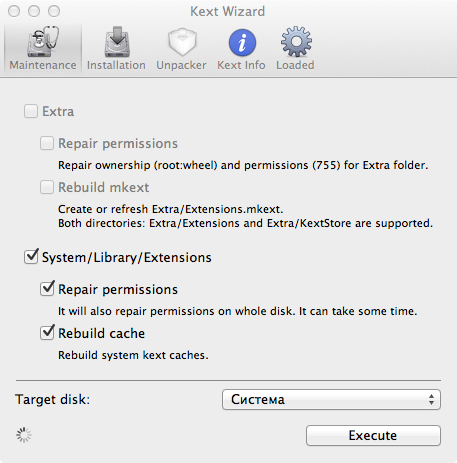 Kext Wizard
Maintenance Installation Unpacker Kext Info Loaded
Extra
Repair permissions
Repair ownership (root:wheel) and permissions (755) for Extra folder.
Rebuild mkext
Create or refresh Extra/Extensions.mkext.
Both directories: Extra/Extensions and Extra/KextStore are supported.
System/Library/Extensions
Repair permissions
It will also repair permissions on whole disk. It can take some time.
Rebuild cache
Rebuild system kext caches.
Target disk: Система
Execute